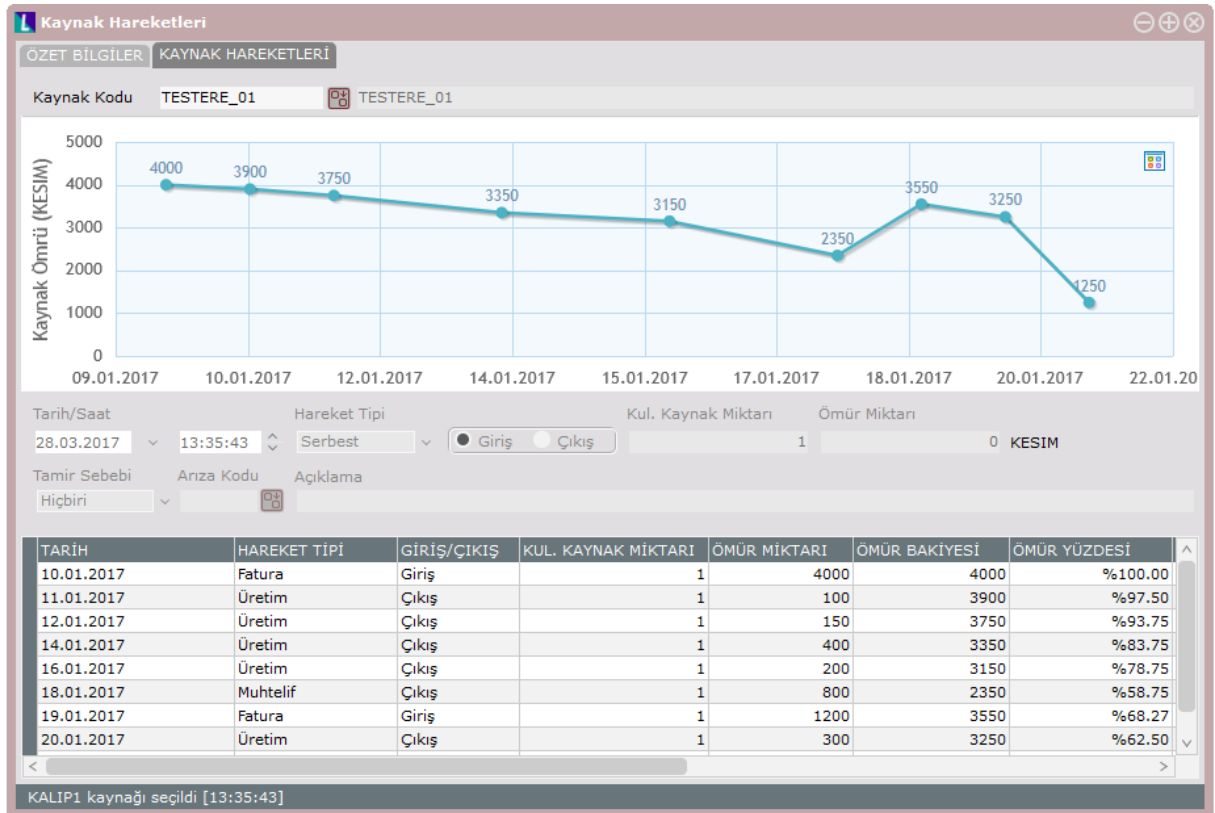 Kaynak Hareketleri
ÖZET BİLGİLER KAYNAK HAREKETLERİ
Kaynak Kodu TESTERE_01 TESTERE_01
Kaynak Ömrü (KESIM)
5000
4000
3000
2000
1000
0
4000 3900 3750 3350 3150 2350 3550 3250 1250
09.01.2017 10.01.2017 12.01.2017 14.01.2017 15.01.2017 17.01.2017 18.01.2017 20.01.2017 22.01.20
Tarih/Saat Hareket Tipi Kul. Kaynak Miktarı Ömür Miktarı
28.03.2017 13:35:43 Serbest Giriş Çıkış 1 0 KESIM
Tamir Sebebi Arıza Kodu Açıklama
Hiçbiri
TARİH HAREKET TİPİ GİRİŞ/ÇIKIŞ KUL. KAYNAK MİKTARI ÖMÜR MİKTARI ÖMÜR BAKİYESİ ÖMÜR YÜZDESİ
10.01.2017 Fatura Giriş 1 4000 4000 %100.00
11.01.2017 Üretim Çıkış 1 100 3900 %97.50
12.01.2017 Üretim Çıkış 1 150 3750 %93.75
14.01.2017 Üretim Çıkış 1 400 3350 %83.75
16.01.2017 Üretim Çıkış 1 200 3150 %78.75
18.01.2017 Muhtelif Çıkış 1 800 2350 %58.75
19.01.2017 Fatura Giriş 1 1200 3550 %68.27
20.01.2017 Üretim Çıkış 1 300 3250 %62.50
KALIP1 kaynağı seçildi [13:35:43]